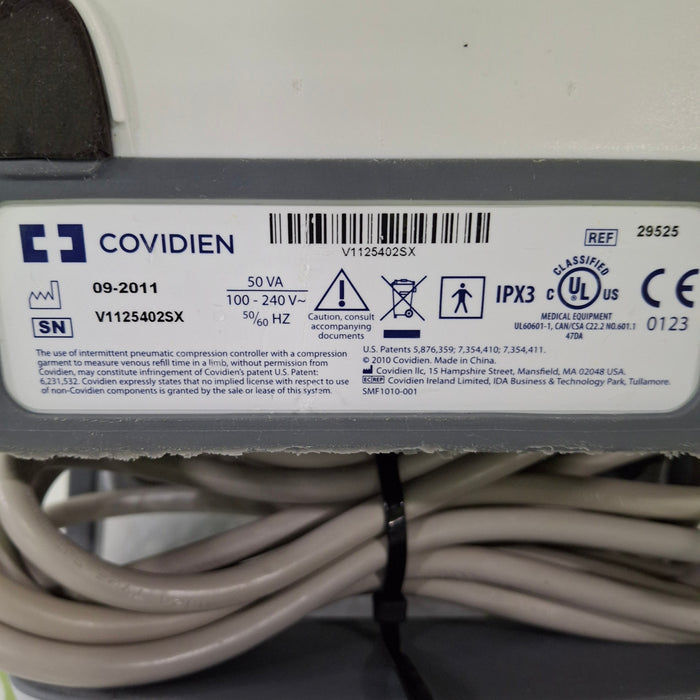 COVIDIEN
V1125402SX
REF 29525
09-2011
SN V1125402SX
50 VA
100 - 240 V~
50/60 HZ
Caution, consult
accompanying
documents
IPX3
CLASSIFIED
C UL US
MEDICAL EQUIPMENT
UL60601-1, CAN/CSA C22.2 NO.601.1
47DA
CE
0123
The use of intermittent pneumatic compression controller with a compression
garment to measure venous refill time in a limb, without permission from
Covidien, may constitute infringement of Covidien's patent U.S. Patent:
6,231,532. Covidien expressly states that no implied license with respect to use
of non-Covidien components is granted by the sale or lease of this system.
U.S. Patents 5,876,359; 7,354,410; 7,354,411.
© 2010 Covidien. Made in China.
Covidien llc, 15 Hampshire Street, Mansfield, MA 02048 USA.
EC REP Covidien Ireland Limited, IDA Business & Technology Park, Tullamore.
SMF1010-001